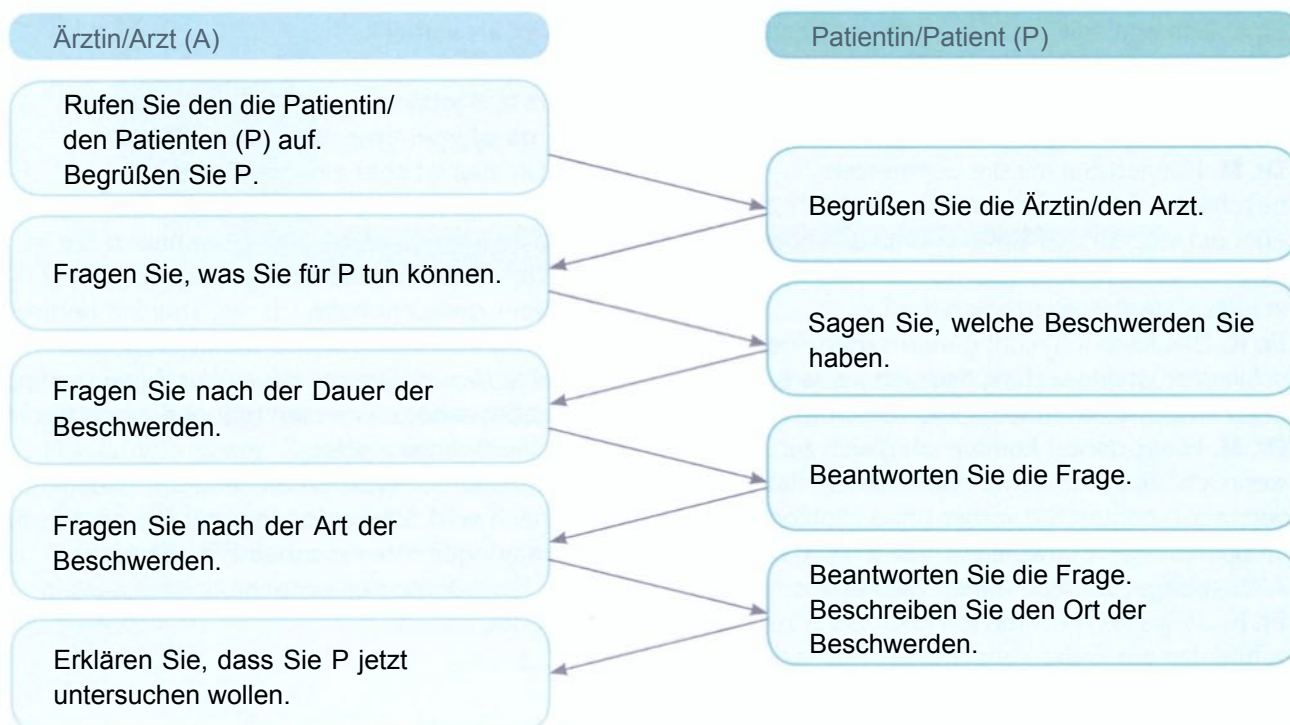 Ärztin/Arzt (A)
Patientin/Patient (P)
Rufen Sie den die Patientin/
den Patienten (P) auf.
Begrüßen Sie P.
Begrüßen Sie die Ärztin/den Arzt.
Fragen Sie, was Sie für P tun können.
Sagen Sie, welche Beschwerden Sie
haben.
Fragen Sie nach der Dauer der
Beschwerden.
Beantworten Sie die Frage.
Fragen Sie nach der Art der
Beschwerden.
Beantworten Sie die Frage.
Beschreiben Sie den Ort der
Beschwerden.
Erklären Sie, dass Sie P jetzt
untersuchen wollen.